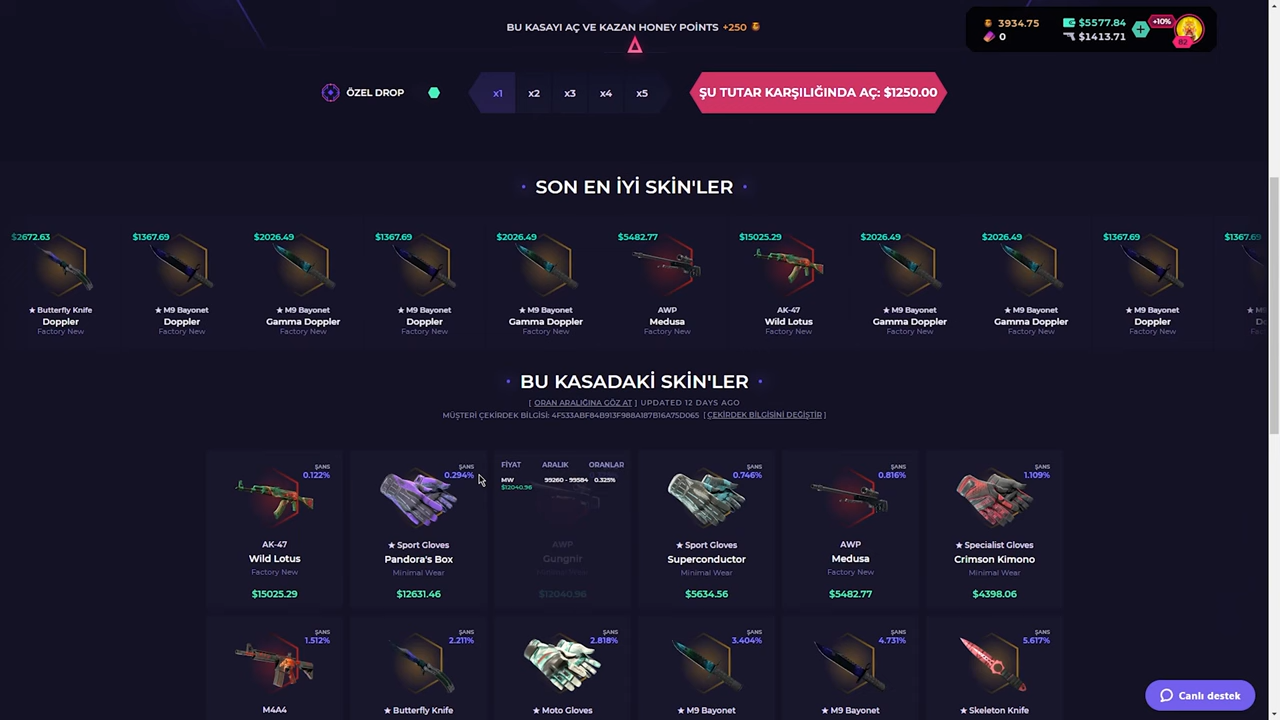 BU KASAYI AÇ VE KAZAN HONEY POİNTS +250
3934.75
$5577.84
+10%
0
$1413.71
82
ÖZEL DROP
x1
x2
x3
x4
x5
ŞU TUTAR KARŞILIĞINDA AÇ: $1250.00
SON EN İYİ SKİN'LER
$2672.63
$1367.69
$2026.49
$1367.69
$2026.49
$5482.77
$15025.29
$2026.49
$2026.49
$1367.69
$1367.69
★ Butterfly Knife
★ M9 Bayonet
★ M9 Bayonet
★ M9 Bayonet
★ M9 Bayonet
AWP
AK-47
★ M9 Bayonet
★ M9 Bayonet
★ M9 Bayonet
Doppler
Doppler
Gamma Doppler
Doppler
Gamma Doppler
Medusa
Wild Lotus
Gamma Doppler
Gamma Doppler
Doppler
Factory New
Factory New
Factory New
Factory New
Factory New
Factory New
Factory New
Factory New
Factory New
Factory New
BU KASADAKİ SKİN'LER
[ ORAN ARALIĞINA GÖZ AT ] UPDATED 12 DAYS AGO
MÜŞTERİ ÇEKİRDEK BİLGİSİ: 4F533ABF84B913F988A187B16A75D065 [ ÇEKİRDEK BİLGİSİNİ DEĞİŞTİR ]
ŞANS
0.122%
AK-47
Wild Lotus
Factory New
$15025.29
ŞANS
0.294%
★ Sport Gloves
Pandora's Box
Minimal Wear
$12631.46
FİYAT ARALIK ORANLAR
MW 99260 - 99584 0.325%
$12040.96
AWP
Gungnir
Minimal Wear
$12040.96
ŞANS
0.746%
★ Sport Gloves
Superconductor
Minimal Wear
$5634.56
ŞANS
0.816%
AWP
Medusa
Factory New
$5482.77
ŞANS
1.109%
★ Specialist Gloves
Crimson Kimono
Minimal Wear
$4398.06
ŞANS
1.512%
M4A4
ŞANS
2.211%
★ Butterfly Knife
ŞANS
2.818%
★ Moto Gloves
ŞANS
3.404%
★ M9 Bayonet
ŞANS
4.731%
★ M9 Bayonet
ŞANS
5.617%
★ Skeleton Knife
Canlı destek